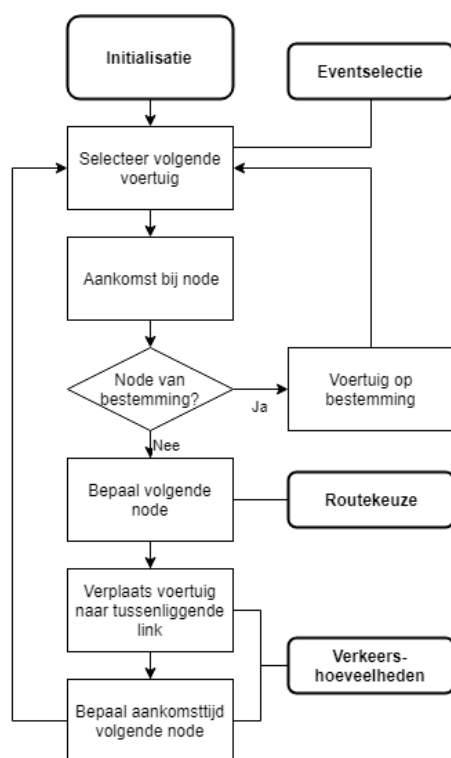 Initialisatie
Eventselectie
Selecteer volgende
voertuig
Aankomst bij node
Node van
bestemming?
Ja
Voertuig op
bestemming
Nee
Bepaal volgende
node
Routekeuze
Verplaats voertuig
naar tussenliggende
link
Verkeers-
hoeveelheden
Bepaal aankomsttijd
volgende node